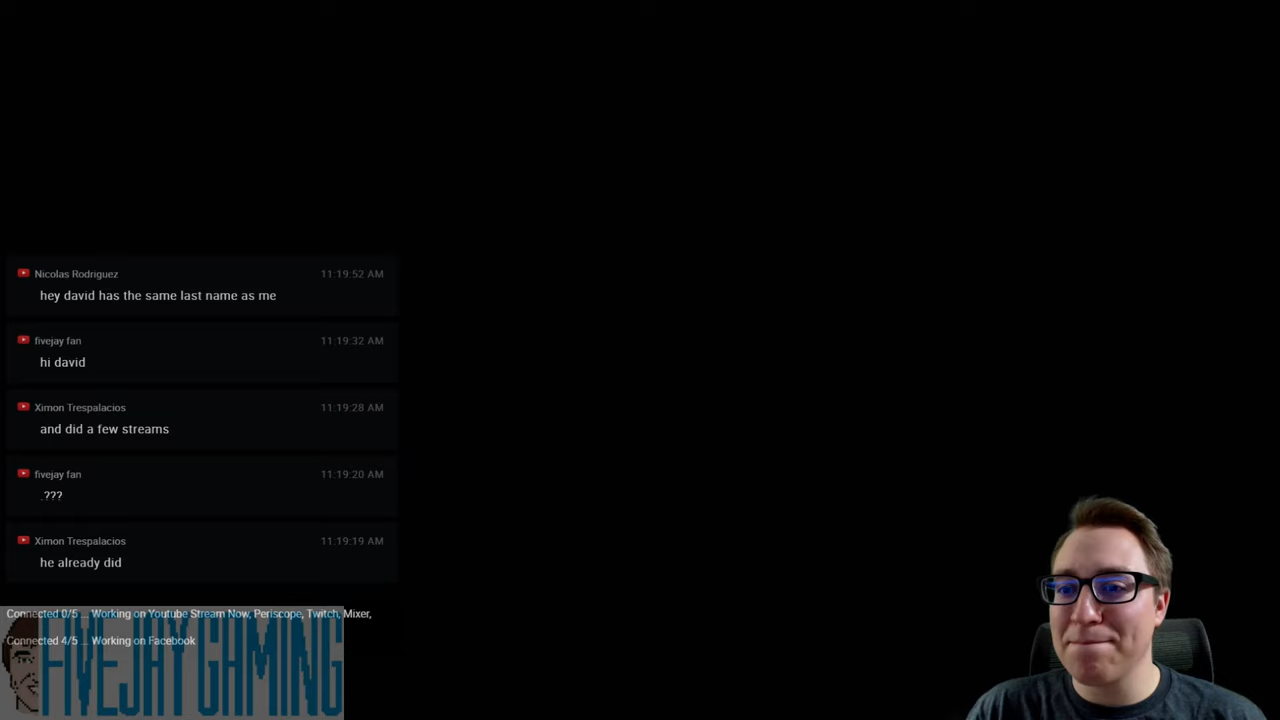 Nicolas Rodriguez 11:19:52 AM
hey david has the same last name as me
fivejay fan 11:19:32 AM
hi david
Ximon Trespalacios 11:19:28 AM
and did a few streams
fivejay fan 11:19:20 AM
.???
Ximon Trespalacios 11:19:19 AM
he already did
Connected 0/5 ... Working on Youtube Stream Now, Periscope, Twitch, Mixer,
Connected 4/5 ... Working on Facebook
FIVEJAY GAMING